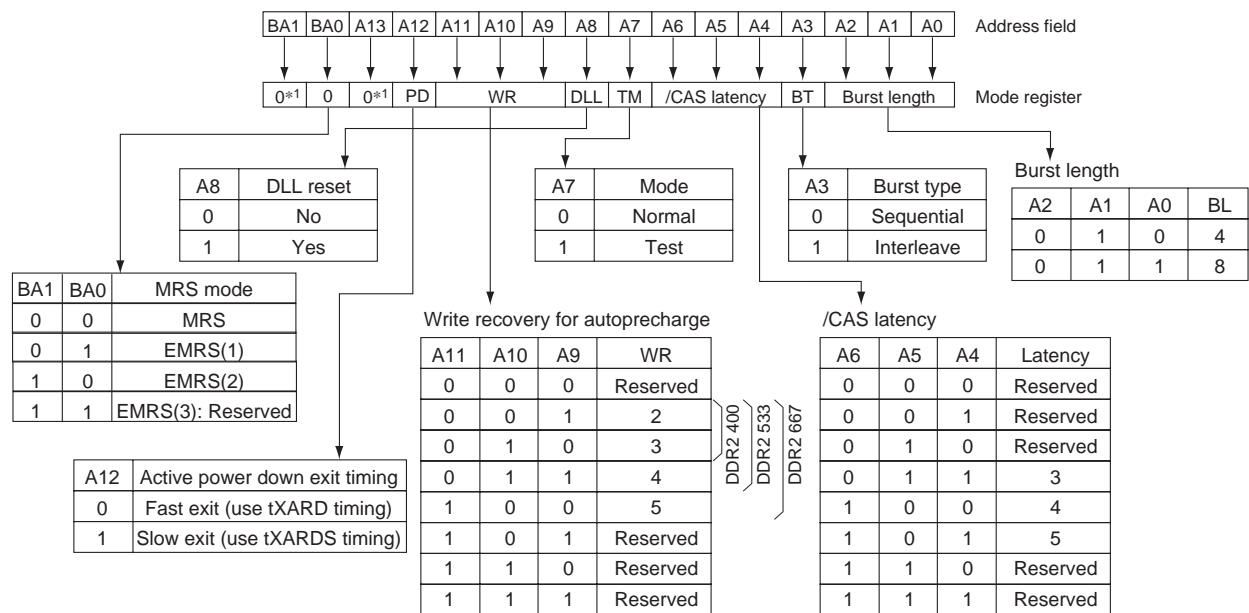 BA1 BA0 A13 A12 A11 A10 A9 A8 A7 A6 A5 A4 A3 A2 A1 A0 Address field
0*1 0 0*1 PD WR DLL TM /CAS latency BT Burst length Mode register
A8 DLL reset
0 No
1 Yes
A7 Mode
0 Normal
1 Test
A3 Burst type
0 Sequential
1 Interleave
Burst length
A2 A1 A0 BL
0 1 0 4
0 1 1 8
BA1 BA0 MRS mode
0 0 MRS
0 1 EMRS(1)
1 0 EMRS(2)
1 1 EMRS(3): Reserved
A12 Active power down exit timing
0 Fast exit (use tXARD timing)
1 Slow exit (use tXARDS timing)
Write recovery for autoprecharge
A11 A10 A9 WR
0 0 0 Reserved
0 0 1 2
0 1 0 3
0 1 1 4
1 0 0 5
1 0 1 Reserved
1 1 0 Reserved
1 1 1 Reserved
DDR2 400
DDR2 533
DDR2 667
/CAS latency
A6 A5 A4 Latency
0 0 0 Reserved
0 0 1 Reserved
0 1 0 Reserved
0 1 1 3
1 0 0 4
1 0 1 5
1 1 0 Reserved
1 1 1 Reserved